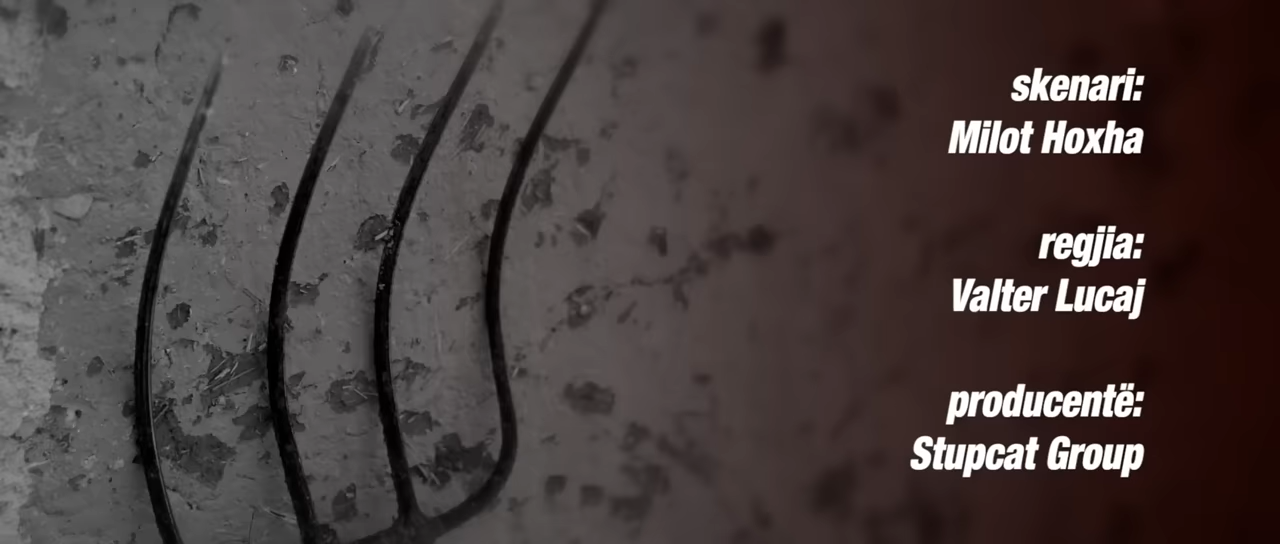 skenari:
Milot Hoxha
regjia:
Valter Lucaj
producentë:
Stupcat Group